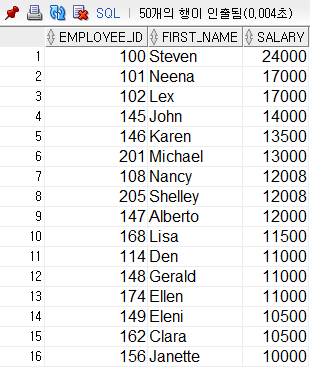 SQL | 50개의 행이 인출됨(0,004초)
EMPLOYEE_ID FIRST_NAME SALARY
1 100 Steven 24000
2 101 Neena 17000
3 102 Lex 17000
4 145 John 14000
5 146 Karen 13500
6 201 Michael 13000
7 108 Nancy 12008
8 205 Shelley 12008
9 147 Alberto 12000
10 168 Lisa 11500
11 114 Den 11000
12 148 Gerald 11000
13 174 Ellen 11000
14 149 Eleni 10500
15 162 Clara 10500
16 156 Janette 10000